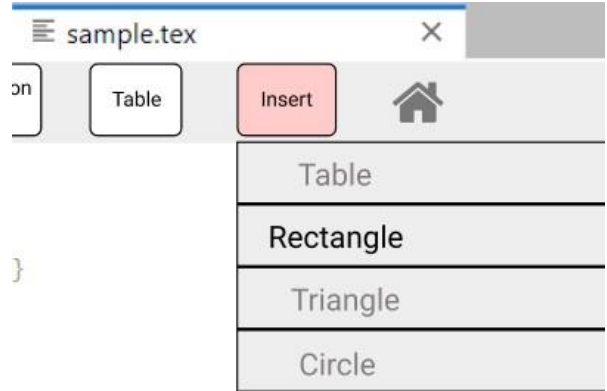 sample.tex
on
Table
Insert
Table
Rectangle
}
Triangle
Circle